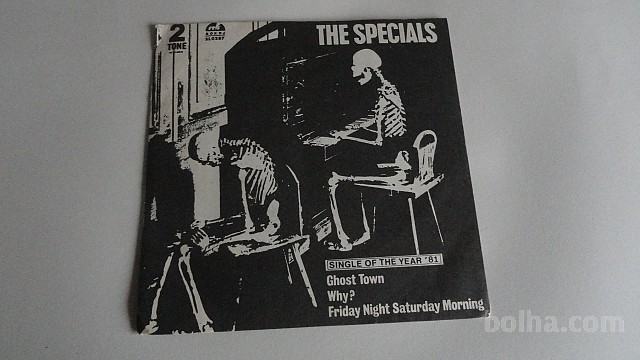 2
TONE
THE SPECIALS
SINGLE OF THE YEAR '81
Ghost Town
Why?
Friday Night Saturday Morning
bolha.com